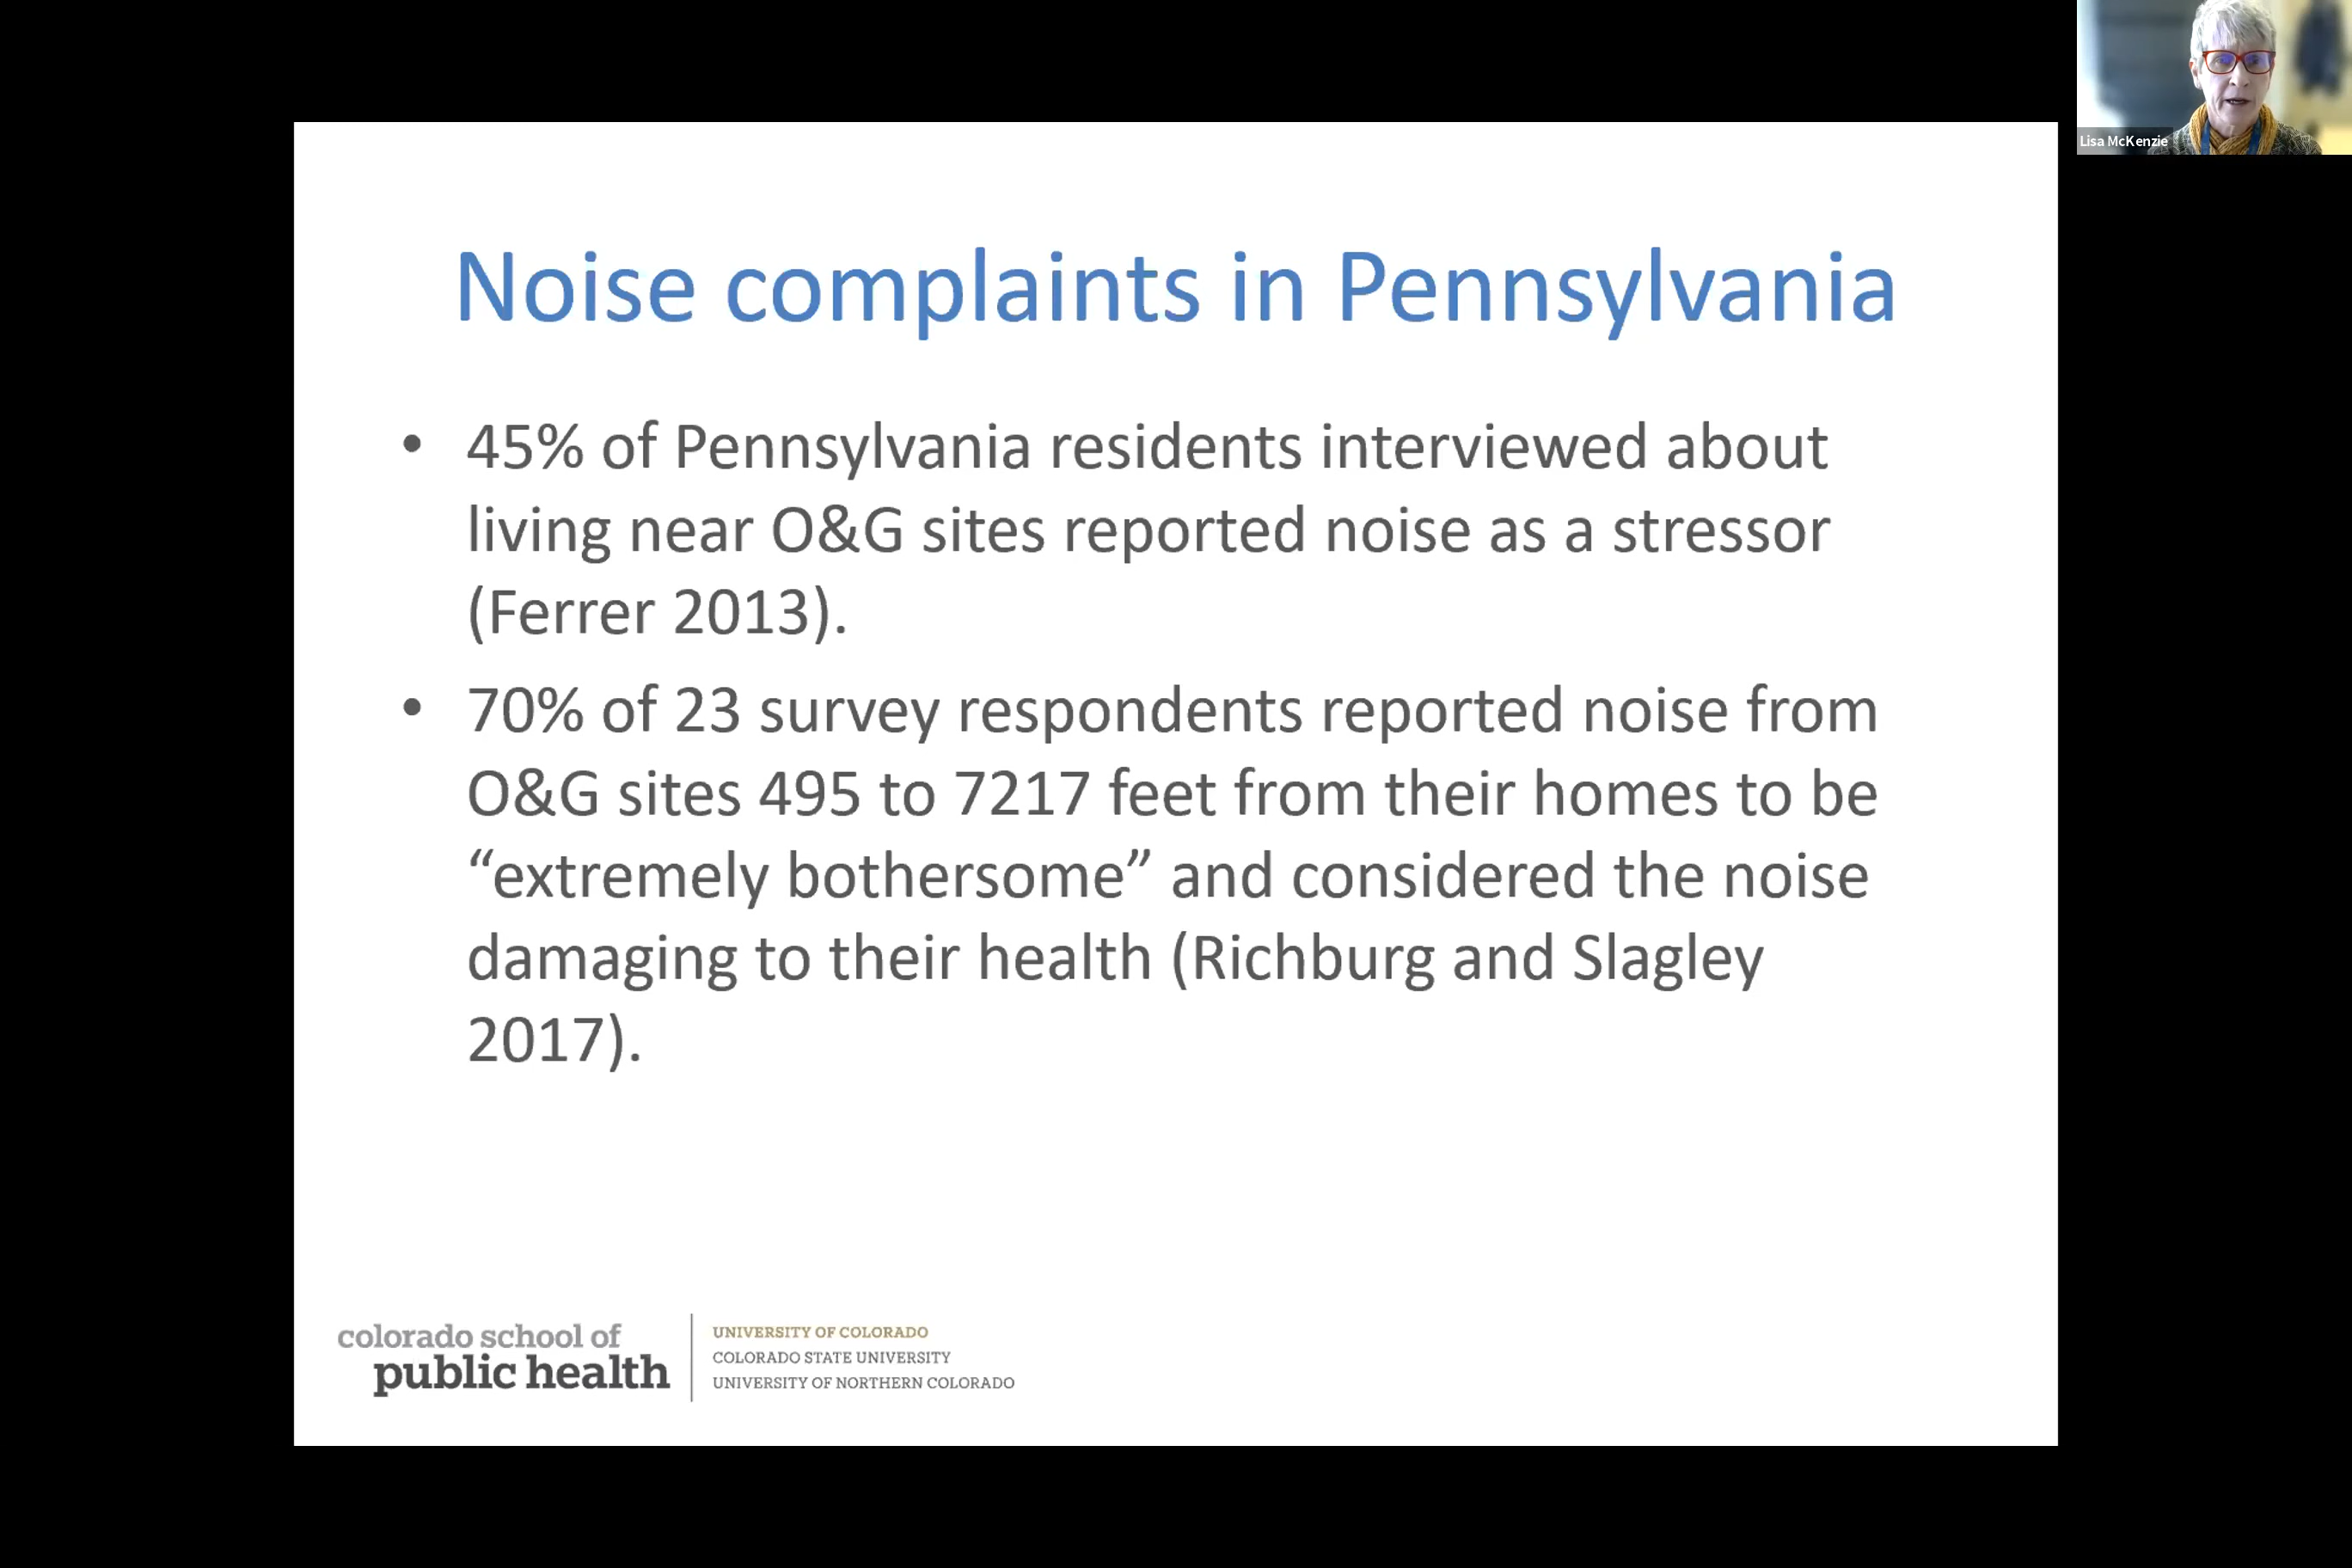 Lisa McKenzie
Noise complaints in Pennsylvania
• 45% of Pennsylvania residents interviewed about
living near O&G sites reported noise as a stressor
(Ferrer 2013).
• 70% of 23 survey respondents reported noise from
O&G sites 495 to 7217 feet from their homes to be
“extremely bothersome” and considered the noise
damaging to their health (Richburg and Slagley
2017).
colorado school of
public health
UNIVERSITY OF COLORADO
COLORADO STATE UNIVERSITY
UNIVERSITY OF NORTHERN COLORADO